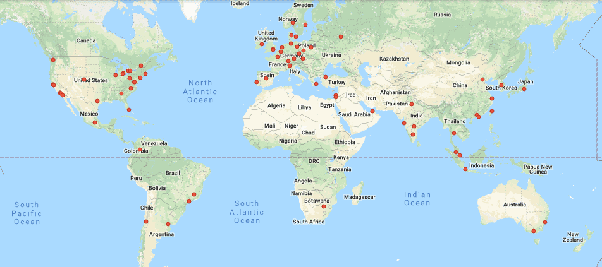 Iceland
Sweden
Norway
Russia
Canada
United
Kingdom
Ukraine
Kazakhstan
Mongolia
France
Italy
Spain
Turkey
United States
North
Atlantic
Ocean
China
South Korea
Japan
Afghanistan
Iran
Pakistan
Algeria
Libya
Egypt
Saudi Arabia
India
Mexico
Mali
Niger
Chad
Sudan
Thailand
Nigeria
Ethiopia
Venezuela
Colombia
DRC
Kenya
Tanzania
Indonesia
Papua New
Guinea
Peru
Brazil
Bolivia
Angola
Namibia
Botswana
Madagascar
Indian
Ocean
Australia
South
Pacific
Ocean
Chile
South
Atlantic
Ocean
South Africa
Argentina
New
Zealand